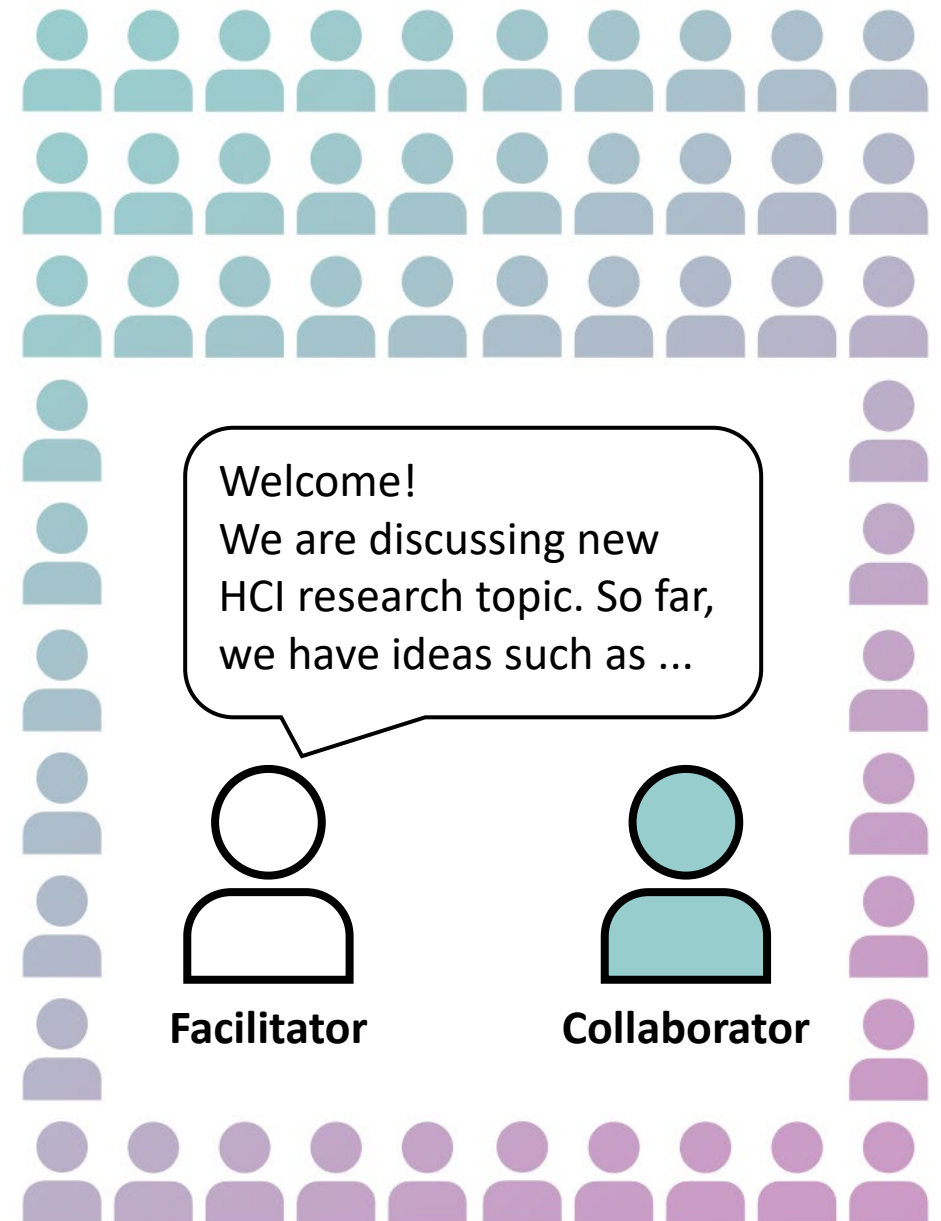 Welcome!
We are discussing new
HCI research topic. So far,
we have ideas such as ...
Facilitator
Collaborator